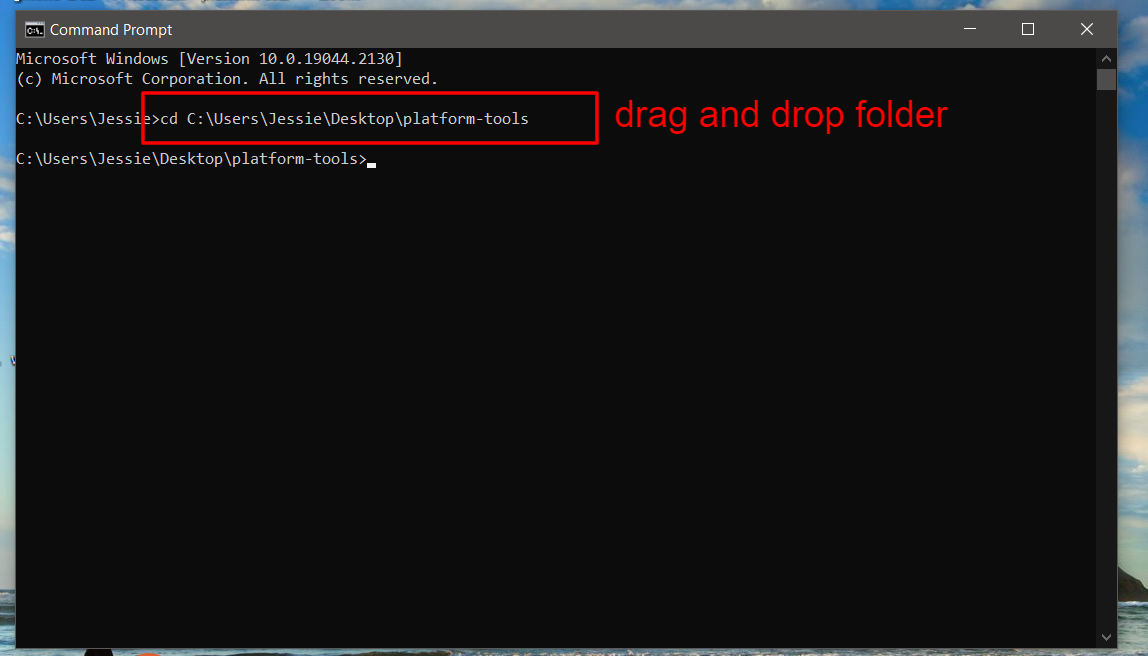 Command Prompt
Microsoft Windows [Version 10.0.19044.2130]
(c) Microsoft Corporation. All rights reserved.
C:\Users\Jessie>cd C:\Users\Jessie\Desktop\platform-tools
drag and drop folder
C:\Users\Jessie\Desktop\platform-tools>